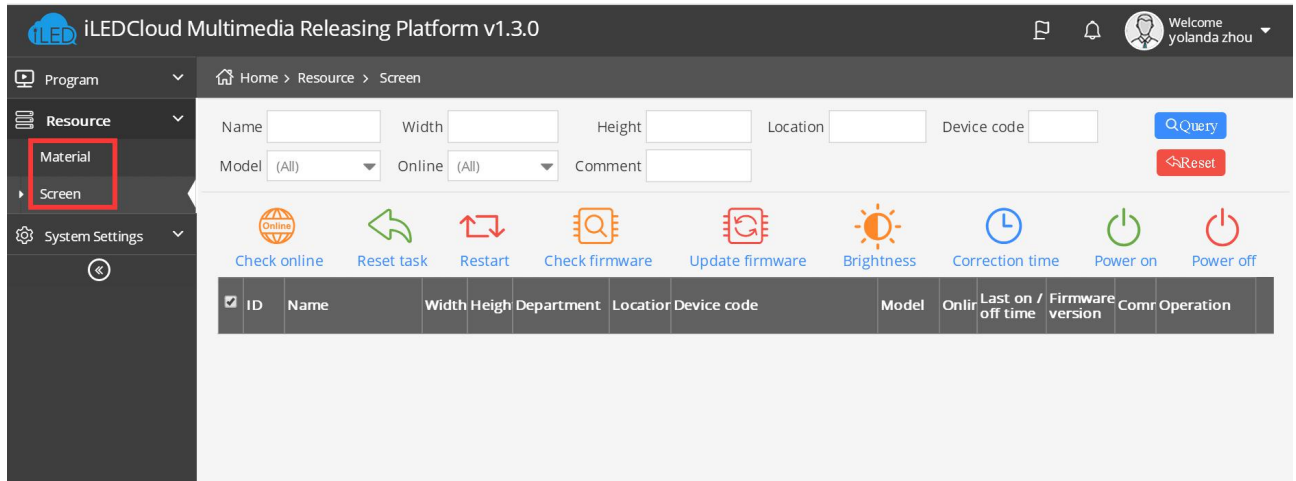 iLED iLEDCloud Multimedia Releasing Platform v1.3.0
Welcome
yolanda zhou
Program
Home > Resource > Screen
Resource
Material
Screen
System Settings
Name Width Height Location Device code Query
Model (All) Online (All) Comment Reset
Online
Check online Reset task Restart Check firmware Update firmware Brightness Correction time Power on Power off
ID Name Width Heigh Department Location Device code Model Onlin Last on / off time Firmware version Comm Operation